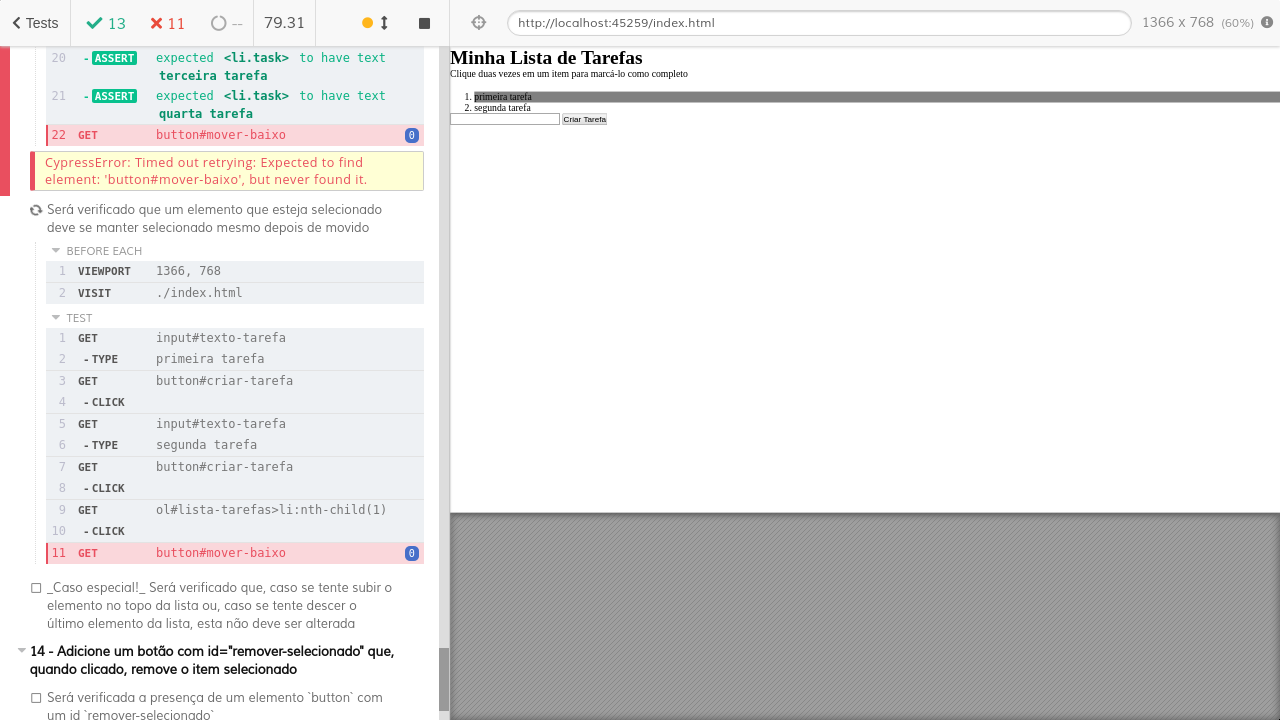 Tests
13
11
--
79.31
http://localhost:45259/index.html
1366 x 768 (60%)
20 - ASSERT expected <li.task> to have text
terceira tarefa
21 - ASSERT expected <li.task> to have text
quarta tarefa
22 GET button#mover-baixo 0
CypressError: Timed out retrying: Expected to find
element: 'button#mover-baixo', but never found it.
Será verificado que um elemento que esteja selecionado
deve se manter selecionado mesmo depois de movido
BEFORE EACH
1 VIEWPORT 1366, 768
2 VISIT ./index.html
TEST
1 GET input#texto-tarefa
2 - TYPE primeira tarefa
3 GET button#criar-tarefa
4 - CLICK
5 GET input#texto-tarefa
6 - TYPE segunda tarefa
7 GET button#criar-tarefa
8 - CLICK
9 GET ol#lista-tarefas>li:nth-child(1)
10 - CLICK
11 GET button#mover-baixo 0
_Caso especial!_ Será verificado que, caso se tente subir o
elemento no topo da lista ou, caso se tente descer o
último elemento da lista, esta não deve ser alterada
14 - Adicione um botão com id="remover-selecionado" que,
quando clicado, remove o item selecionado
Será verificada a presença de um elemento `button` com
um id `remover-selecionado`
Minha Lista de Tarefas
Clique duas vezes em um item para marcá-lo como completo
1. primeira tarefa
2. segunda tarefa
Criar Tarefa